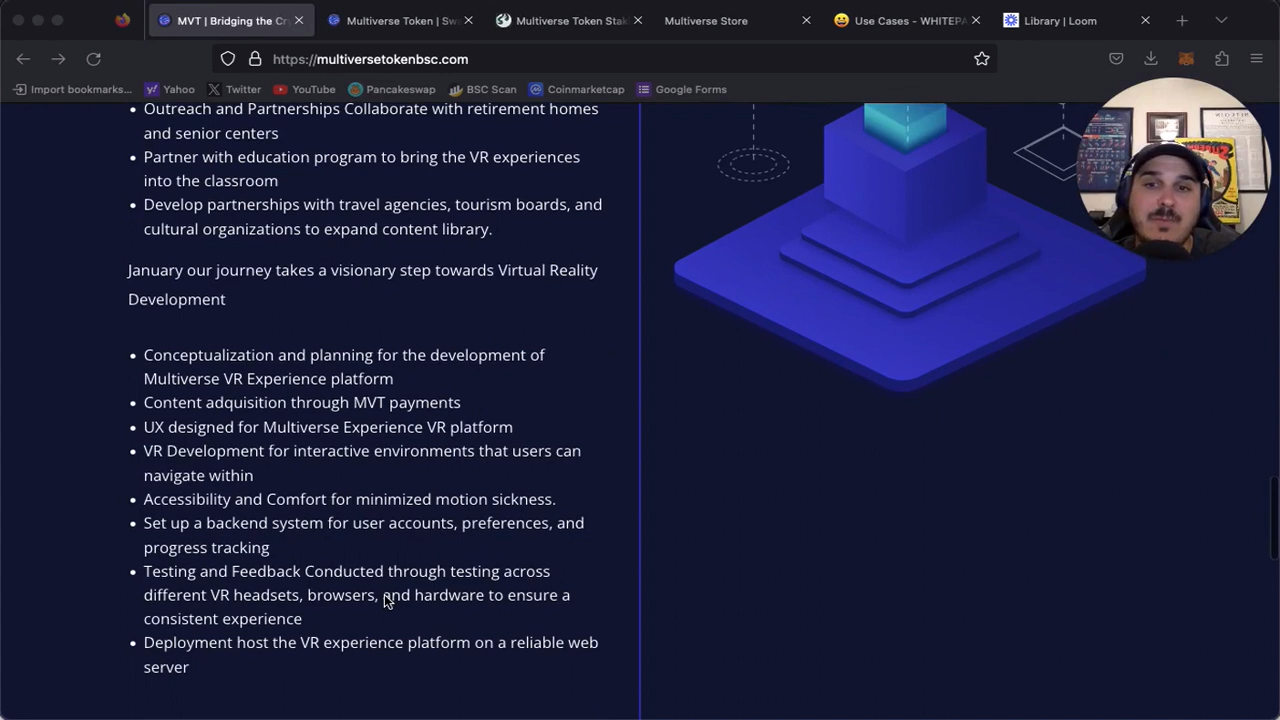 MVT | Bridging the Cry
Multiverse Token | Swa
Multiverse Token Stak
Multiverse Store
Use Cases - WHITEPA
Library | Loom
https://multiversetokenbsc.com
Import bookmarks...
Yahoo
Twitter
YouTube
Pancakeswap
BSC Scan
Coinmarketcap
Google Forms
Outreach and Partnerships Collaborate with retirement homes
and senior centers
Partner with education program to bring the VR experiences
into the classroom
Develop partnerships with travel agencies, tourism boards, and
cultural organizations to expand content library.
January our journey takes a visionary step towards Virtual Reality
Development
Conceptualization and planning for the development of
Multiverse VR Experience platform
Content adquisition through MVT payments
UX designed for Multiverse Experience VR platform
VR Development for interactive environments that users can
navigate within
Accessibility and Comfort for minimized motion sickness.
Set up a backend system for user accounts, preferences, and
progress tracking
Testing and Feedback Conducted through testing across
different VR headsets, browsers, and hardware to ensure a
consistent experience
Deployment host the VR experience platform on a reliable web
server